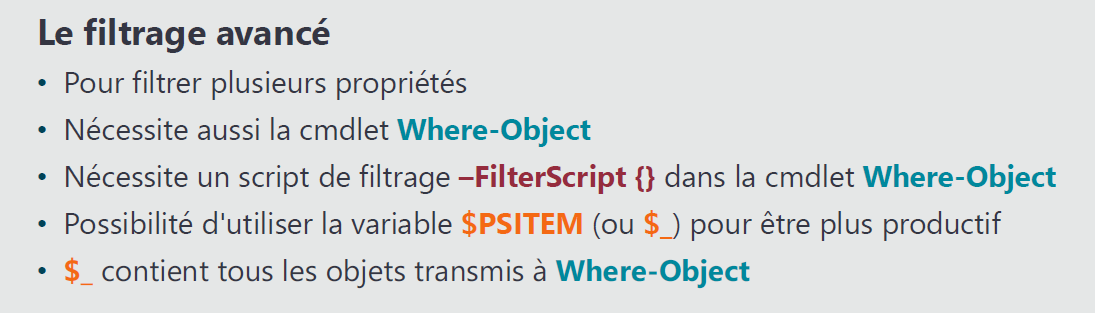 Le filtrage avancé
• Pour filtrer plusieurs propriétés
• Nécessite aussi la cmdlet Where-Object
• Nécessite un script de filtrage –FilterScript {} dans la cmdlet Where-Object
• Possibilité d'utiliser la variable $PSITEM (ou $_) pour être plus productif
• $_ contient tous les objets transmis à Where-Object